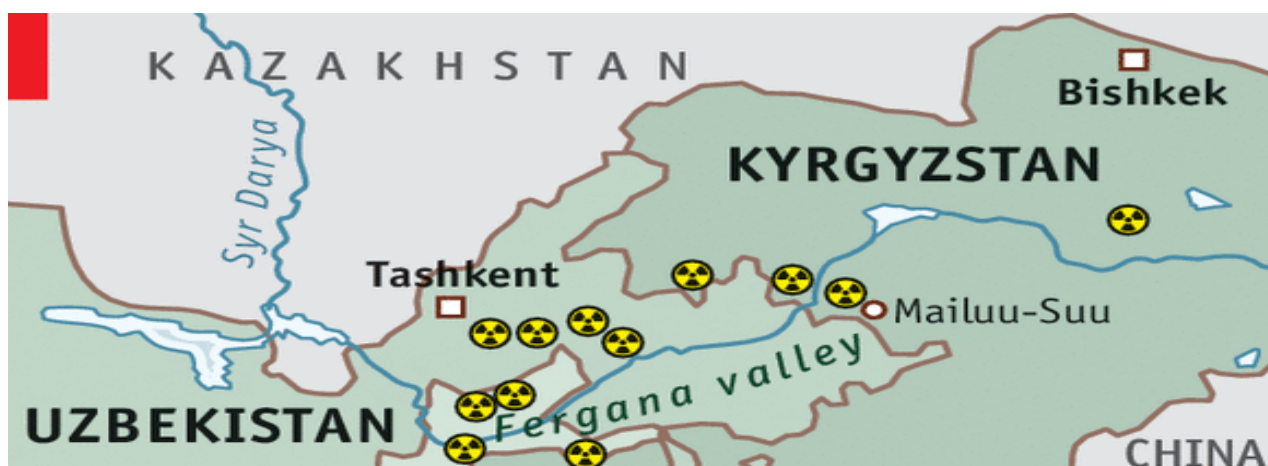 KAZAKHSTAN
Bishkek
KYRGYZSTAN
Syr Darya
Tashkent
Mailuu-Suu
Fergana valley
UZBEKISTAN
CHINA